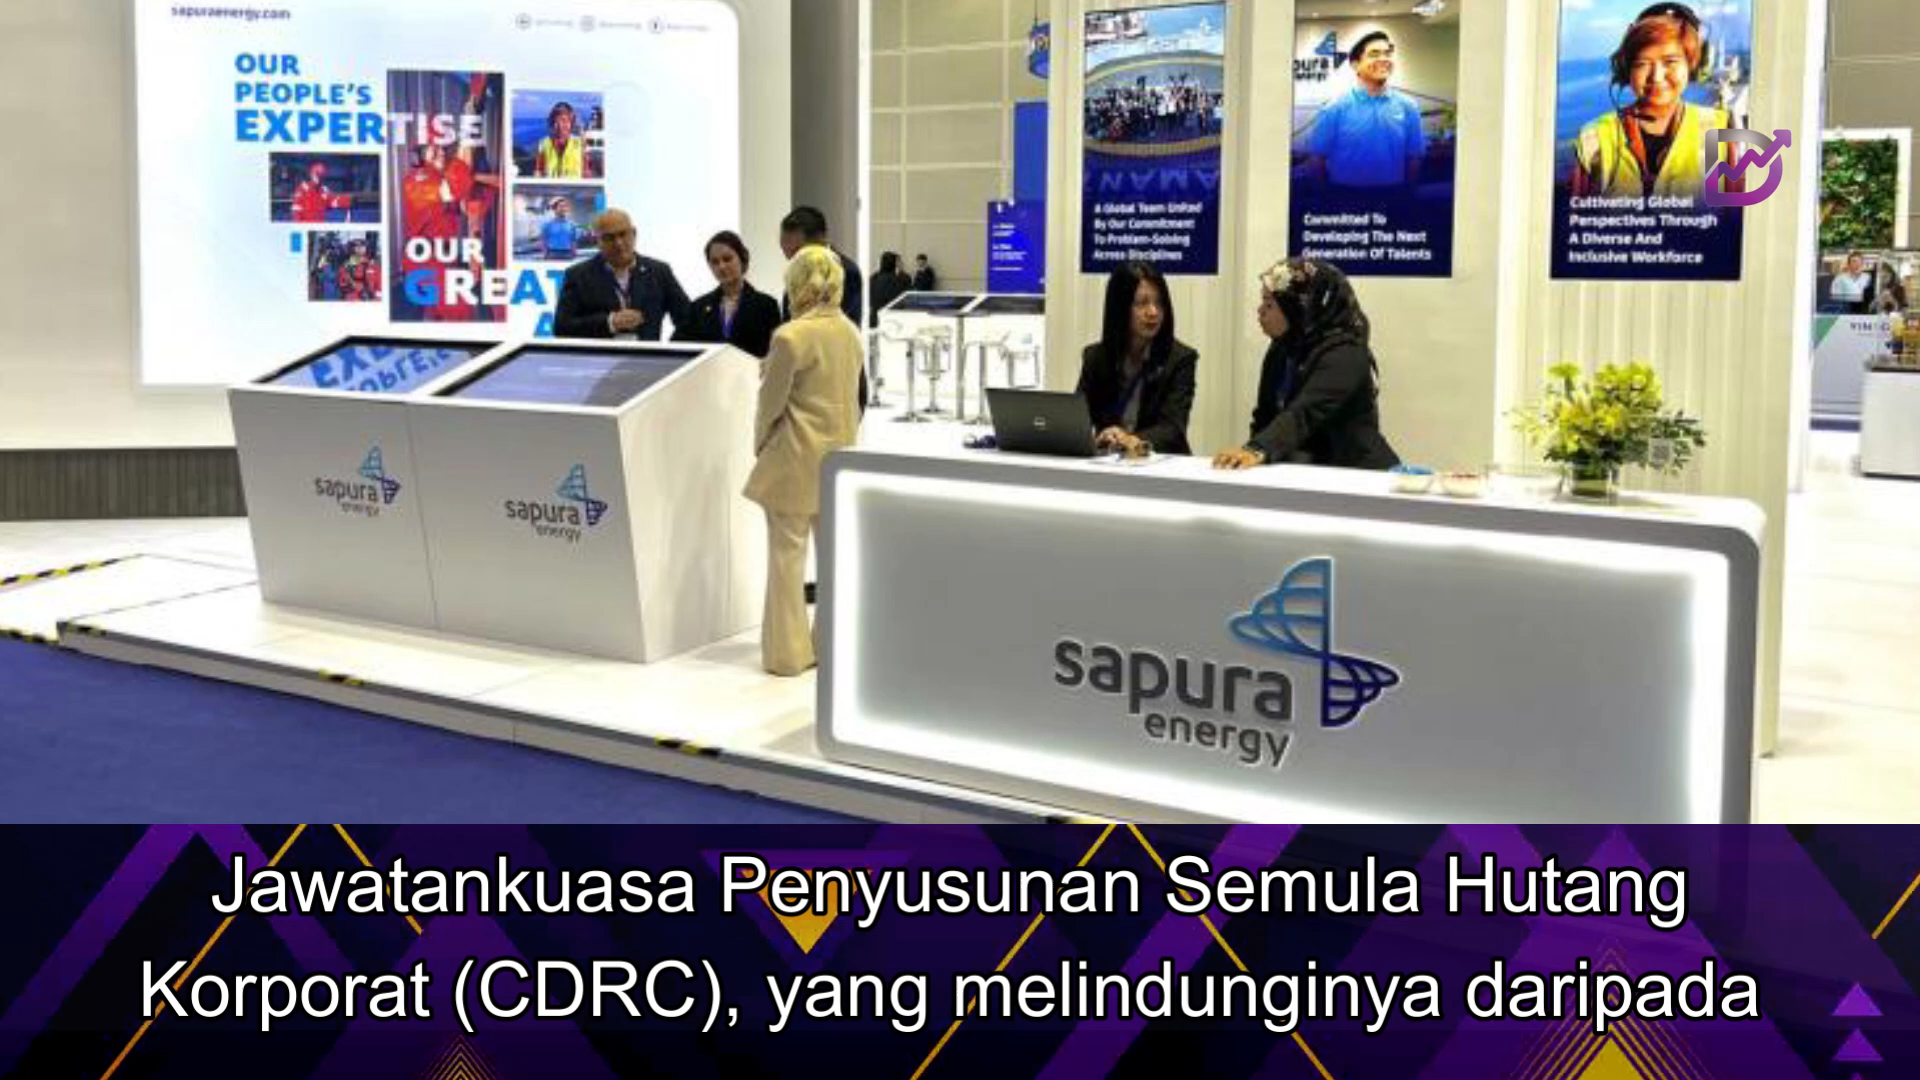 sapuraenergy.com
OUR
PEOPLE'S
EXPERTISE
OUR
GREAT
A
sapura
energy
sapura
energy
sapura
energy
pura
energy
A Global Team United
By Our Commitment
To Problem-Solving
Across Disciplines
Committed To
Developing The Next
Generation Of Talents
Cultivating Global
Perspectives Through
A Diverse And
Inclusive Workforce
Jawatankuasa Penyusunan Semula Hutang
Korporat (CDRC), yang melindunginya daripada